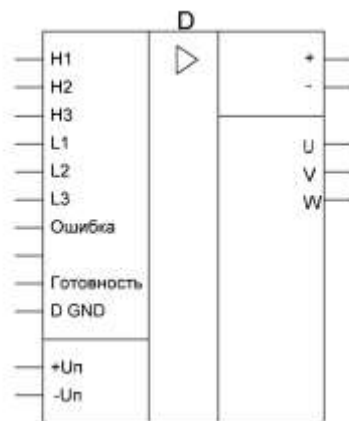 D
H1
H2
H3
L1
L2
L3
Ошибка
Готовность
D GND
+Uп
-Uп
+
-
U
V
W